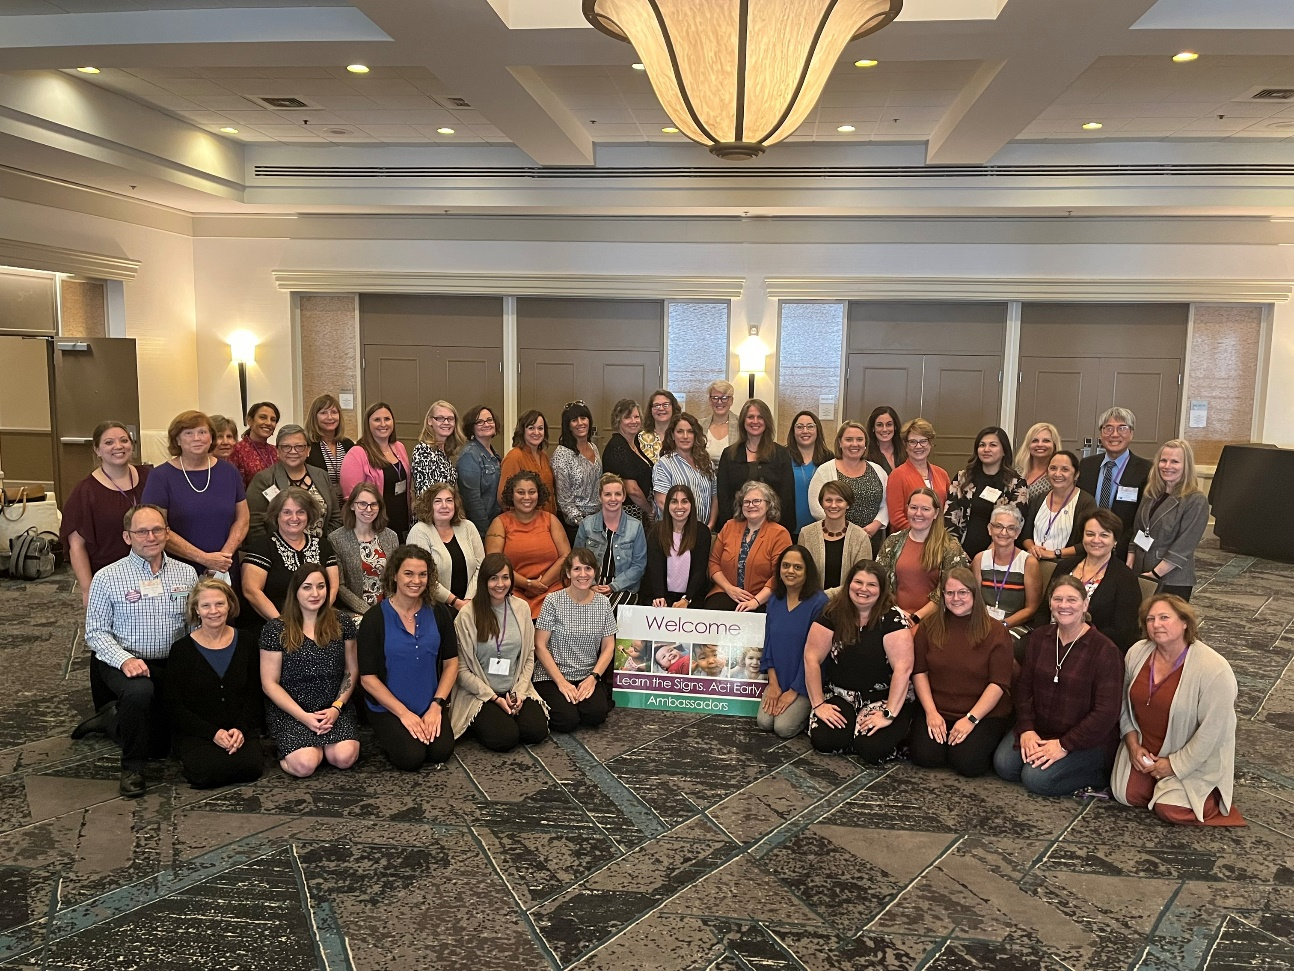 Welcome
Learn the Signs. Act Early
Ambassadors